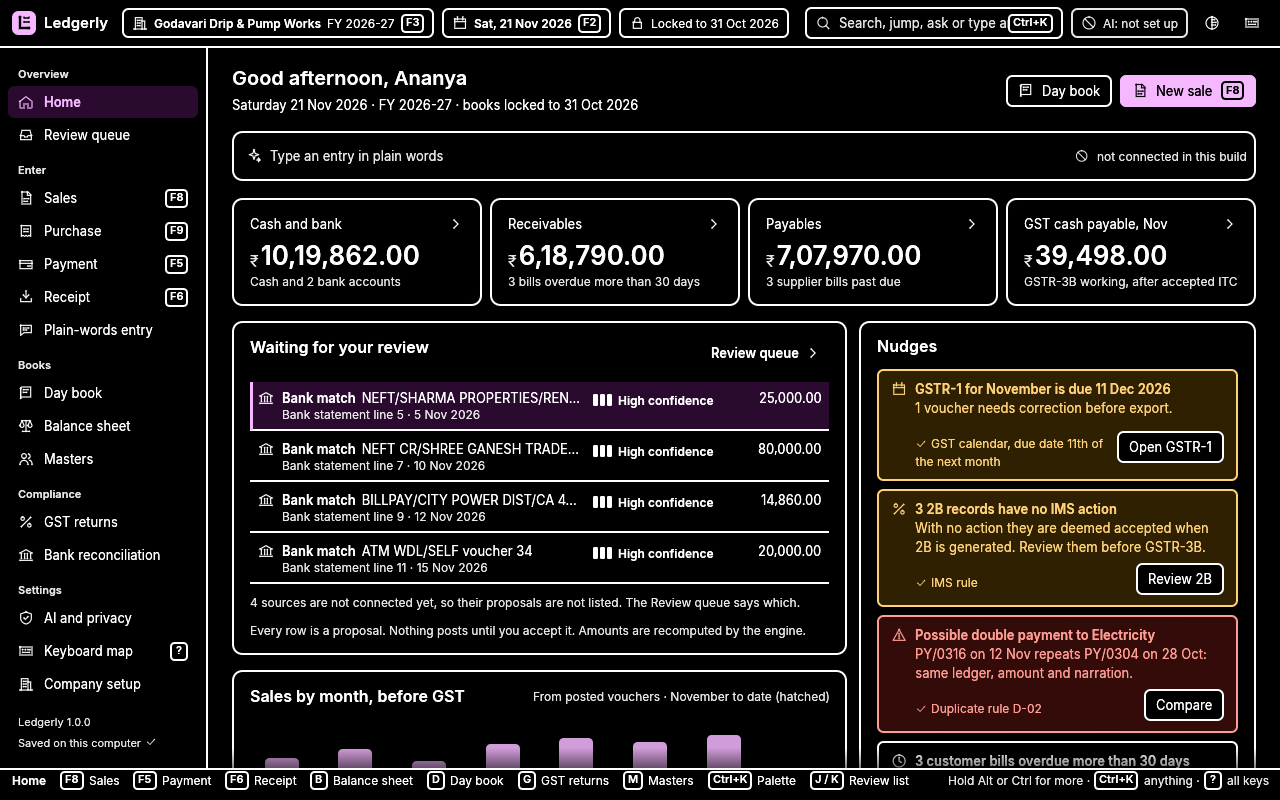 Ledgerly
Godavari Drip & Pump Works FY 2026-27 F3
Sat, 21 Nov 2026 F2
Locked to 31 Oct 2026
Search, jump, ask or type a Ctrl+K
AI: not set up
Overview
Home
Review queue
Enter
Sales F8
Purchase F9
Payment F5
Receipt F6
Plain-words entry
Books
Day book
Balance sheet
Masters
Compliance
GST returns
Bank reconciliation
Settings
AI and privacy
Keyboard map ?
Company setup
Ledgerly 1.0.0
Saved on this computer ✓
Good afternoon, Ananya
Saturday 21 Nov 2026 · FY 2026-27 · books locked to 31 Oct 2026
Day book
New sale F8
Type an entry in plain words
not connected in this build
Cash and bank
₹10,19,862.00
Cash and 2 bank accounts
Receivables
₹6,18,790.00
3 bills overdue more than 30 days
Payables
₹7,07,970.00
3 supplier bills past due
GST cash payable, Nov
₹39,498.00
GSTR-3B working, after accepted ITC
Waiting for your review
Review queue
Bank match NEFT/SHARMA PROPERTIES/REN... High confidence 25,000.00
Bank statement line 5 · 5 Nov 2026
Bank match NEFT CR/SHREE GANESH TRADE... High confidence 80,000.00
Bank statement line 7 · 10 Nov 2026
Bank match BILLPAY/CITY POWER DIST/CA 4... High confidence 14,860.00
Bank statement line 9 · 12 Nov 2026
Bank match ATM WDL/SELF voucher 34 High confidence 20,000.00
Bank statement line 11 · 15 Nov 2026
4 sources are not connected yet, so their proposals are not listed. The Review queue says which.
Every row is a proposal. Nothing posts until you accept it. Amounts are recomputed by the engine.
Sales by month, before GST
From posted vouchers · November to date (hatched)
Nudges
GSTR-1 for November is due 11 Dec 2026
1 voucher needs correction before export.
✓ GST calendar, due date 11th of
the next month
Open GSTR-1
3 2B records have no IMS action
With no action they are deemed accepted when
2B is generated. Review them before GSTR-3B.
✓ IMS rule
Review 2B
Possible double payment to Electricity
PY/0316 on 12 Nov repeats PY/0304 on 28 Oct:
same ledger, amount and narration.
✓ Duplicate rule D-02
Compare
3 customer bills overdue more than 30 days
Home F8 Sales F5 Payment F6 Receipt B Balance sheet D Day book G GST returns M Masters Ctrl+K Palette J / K Review list
Hold Alt or Ctrl for more · Ctrl+K anything · ? all keys